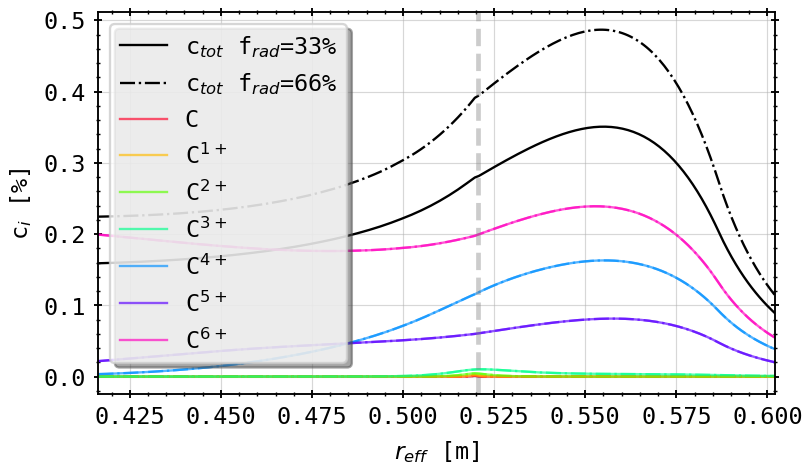 0.5
0.4
0.3
0.2
0.1
0.0
c_i [%]
c_tot f_rad=33%
c_tot f_rad=66%
C
C^1+
C^2+
C^3+
C^4+
C^5+
C^6+
0.425 0.450 0.475 0.500 0.525 0.550 0.575 0.600
r_eff [m]